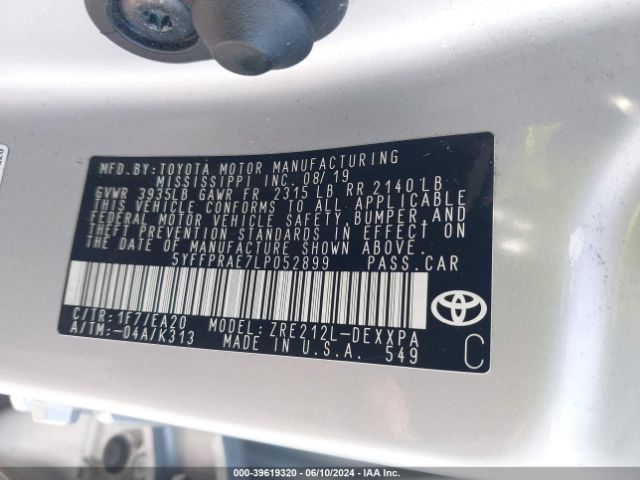 MFD.BY:TOYOTA MOTOR MANUFACTURING
MISSISSIPPI INC. 08/19
GVWR 3935LB GAWR FR 2315 LB RR 2140LB
THIS VEHICLE CONFORMS TO ALL APPLICABLE
FEDERAL MOTOR VEHICLE SAFETY, BUMPER, AND
THEFT PREVENTION STANDARDS IN EFFECT ON
THE DATE OF MANUFACTURE SHOWN ABOVE.
5YFFPRAE7LP052899 PASS.CAR
C/TR:1F7/EA20 MODEL:ZRE212L-DEXXPA
A/TM:-04A/K313 MADE IN U.S.A. 549
C
000-39619320 - 06/10/2024 - IAA Inc.